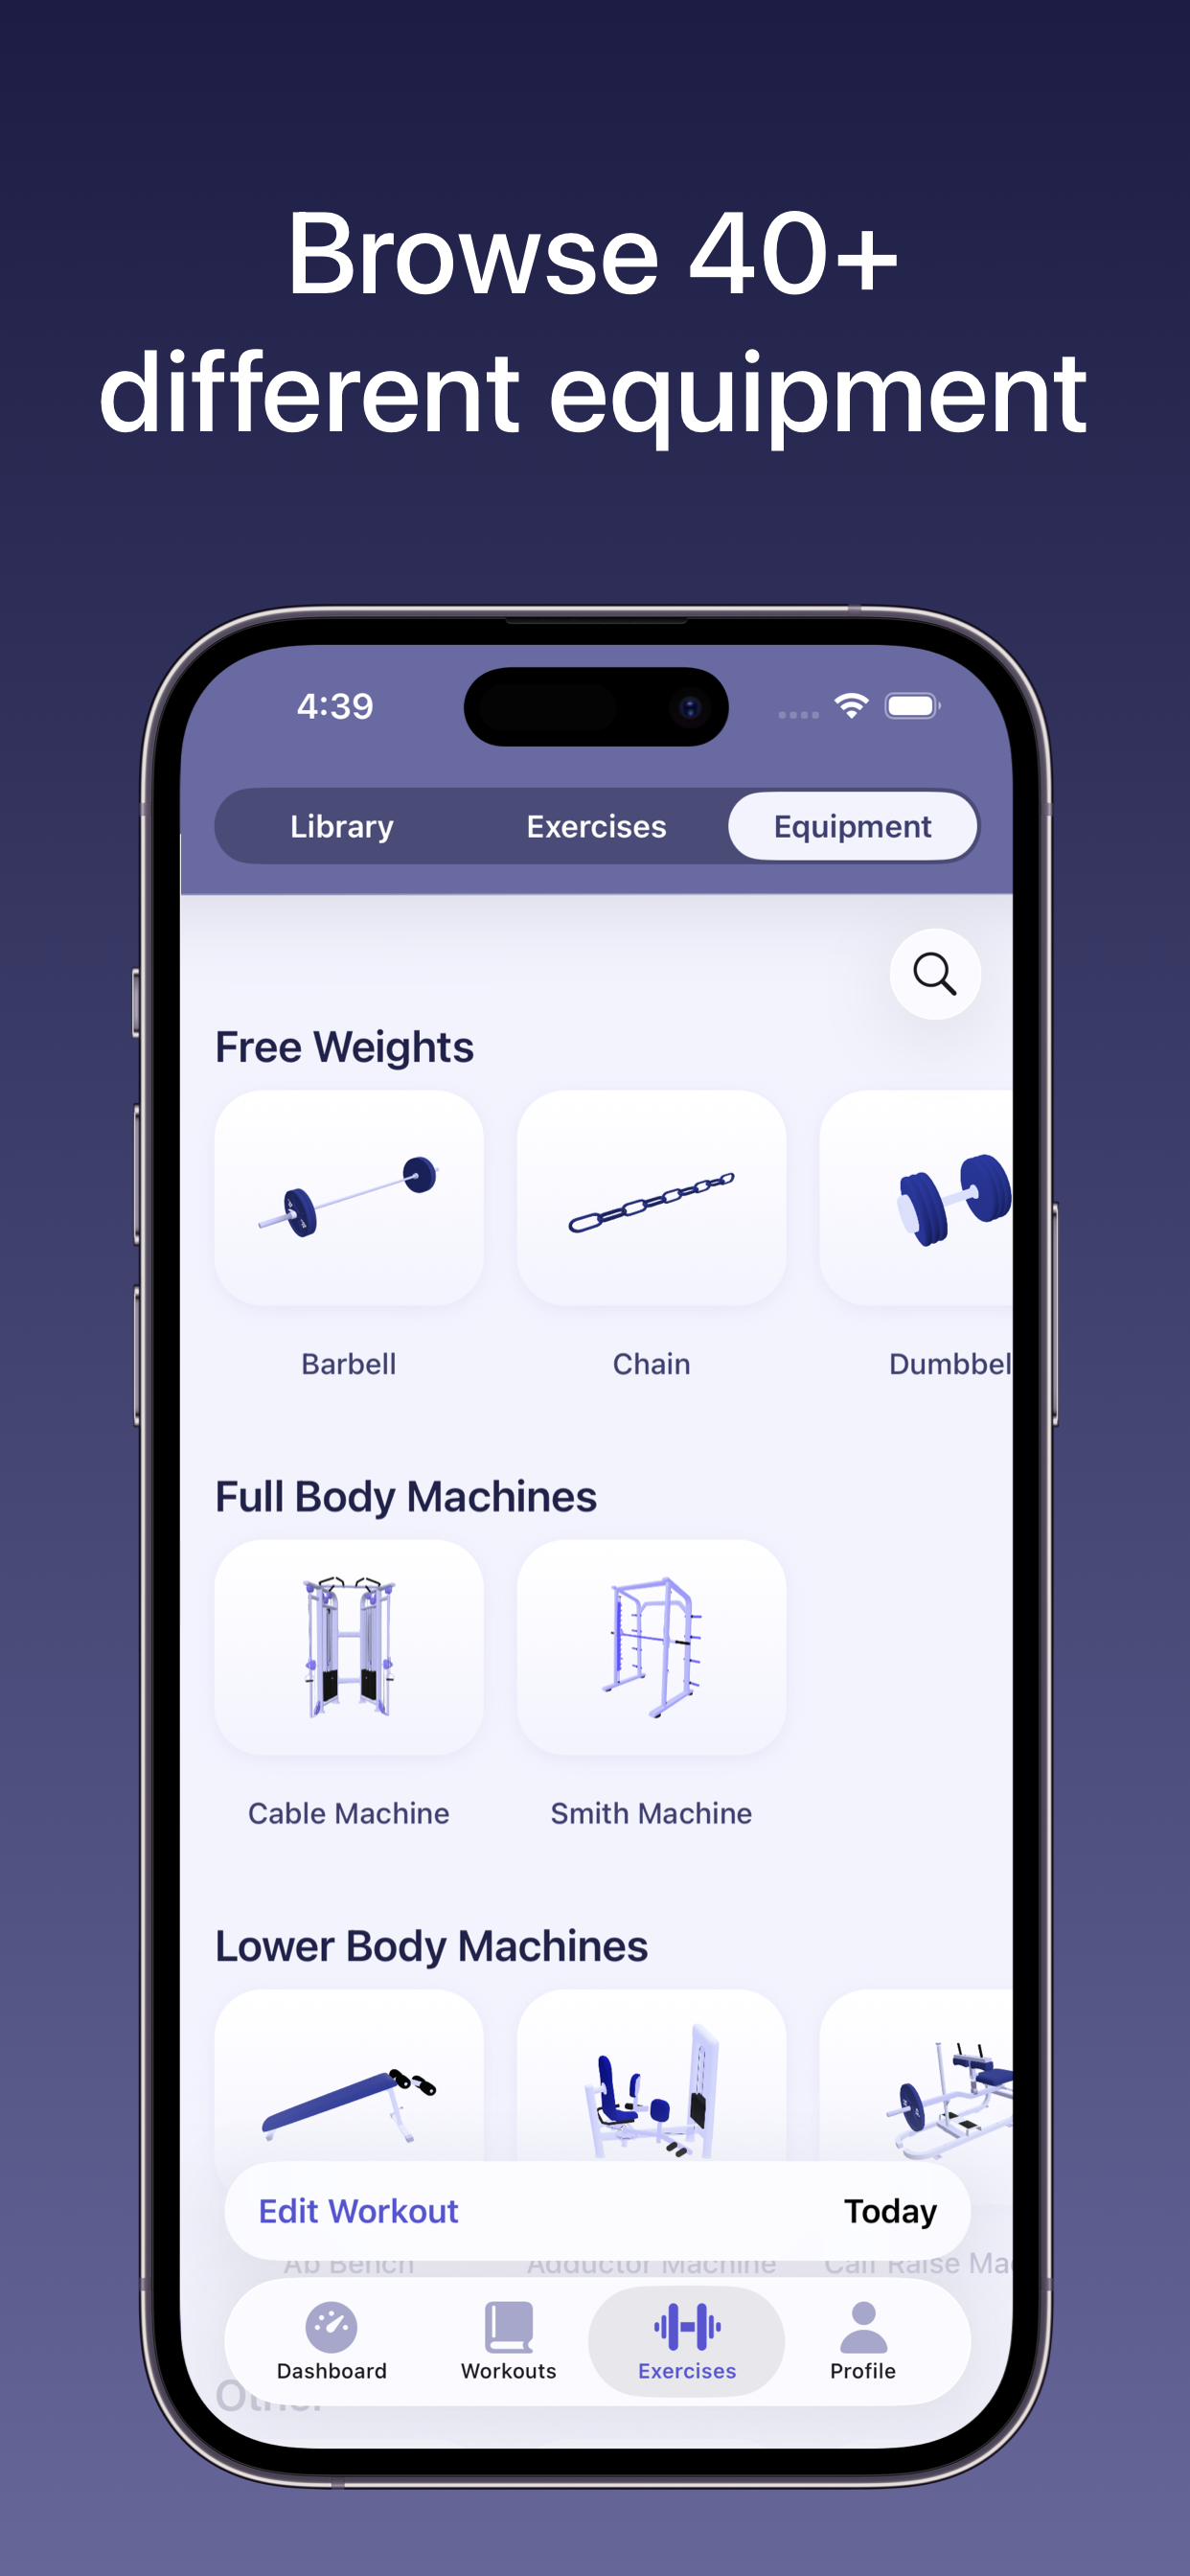 Browse 40+
different equipment
4:39
Library Exercises Equipment
Free Weights
Barbell Chain Dumbbel
Full Body Machines
Cable Machine Smith Machine
Lower Body Machines
Edit Workout Today
Ab Bench Adductor Machine Calf Raise Mac
Dashboard Workouts Exercises Profile
Other